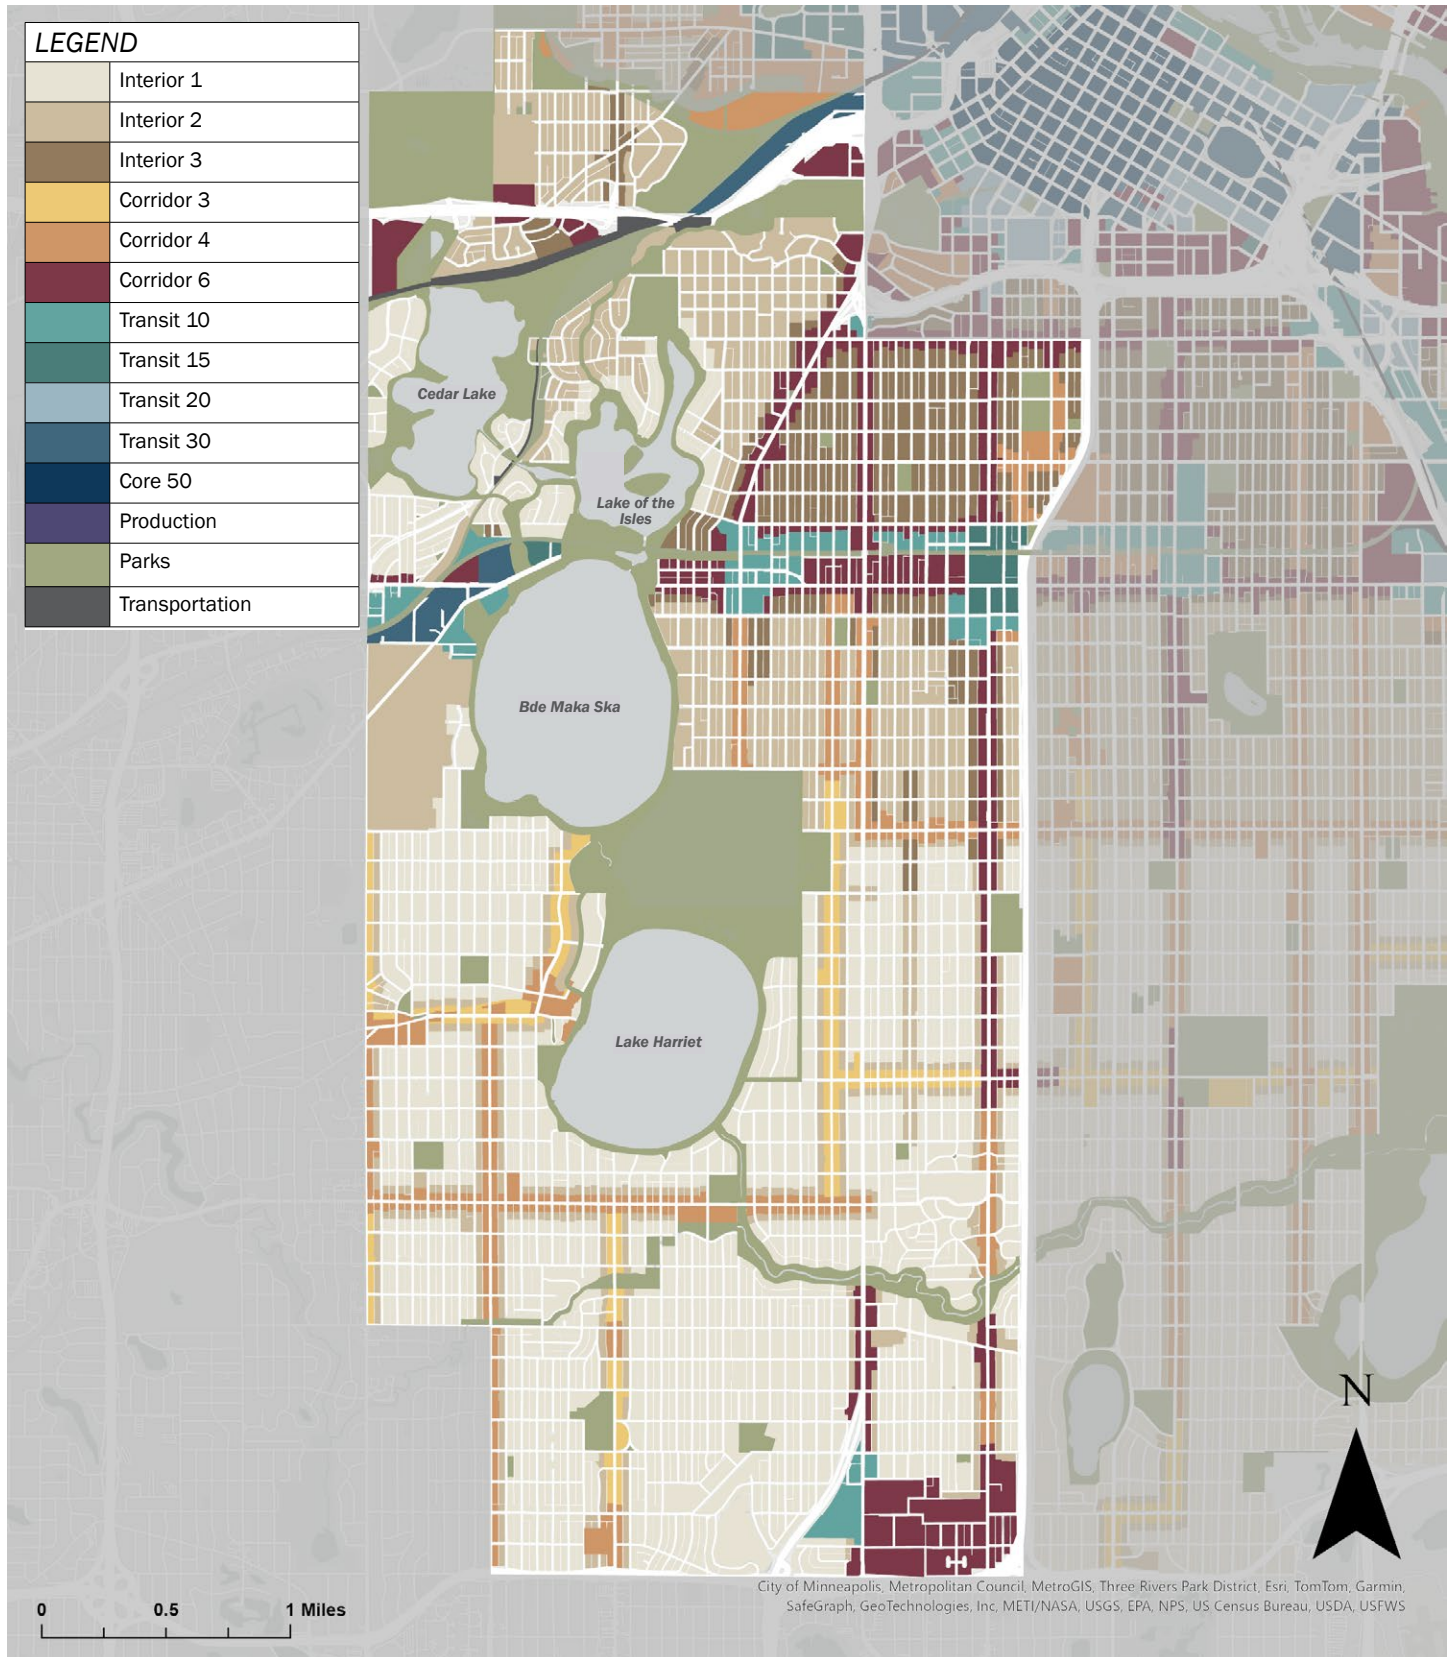 LEGEND
Interior 1
Interior 2
Interior 3
Corridor 3
Corridor 4
Corridor 6
Transit 10
Transit 15
Transit 20
Transit 30
Core 50
Production
Parks
Transportation
Cedar Lake
Lake of the
Isles
Bde Maka Ska
Lake Harriet
N
City of Minneapolis, Metropolitan Council, MetroGIS, Three Rivers Park District, Esri, TomTom, Garmin,
SafeGraph, GeoTechnologies, Inc, METI/NASA, USGS, EPA, NPS, US Census Bureau, USDA, USFWS
0 0.5 1 Miles